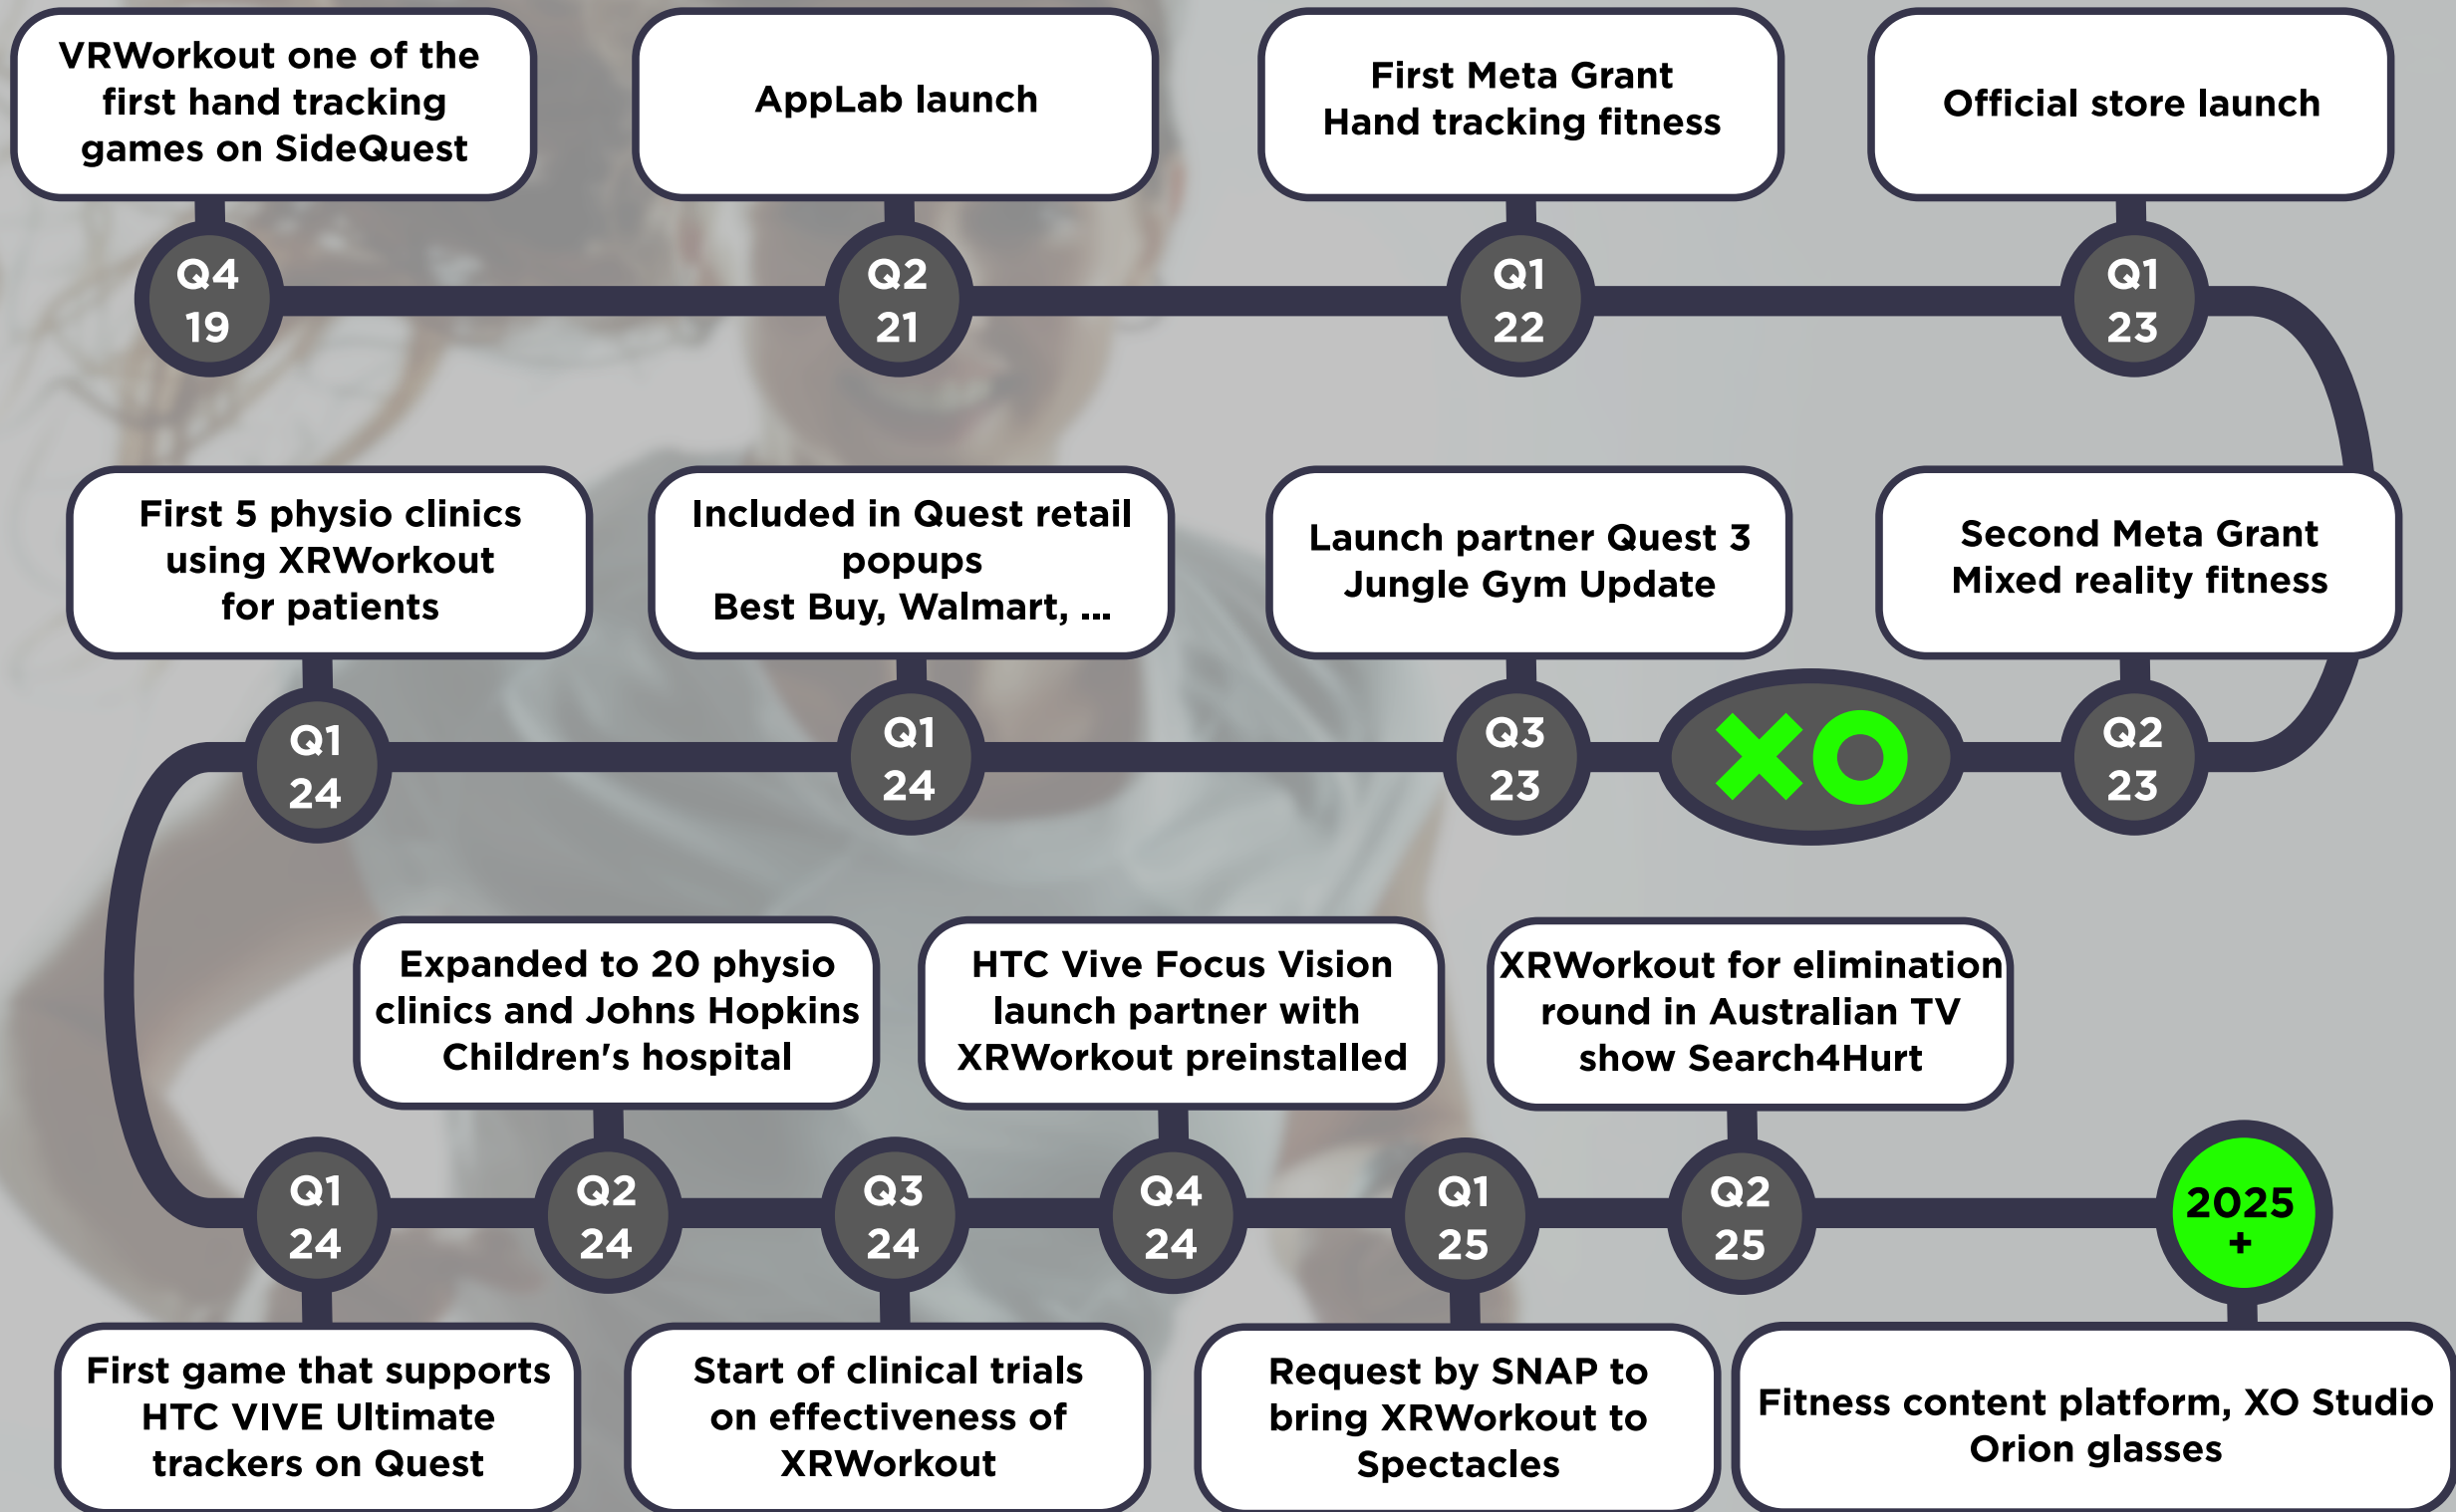 VRWorkout one of the
first hand tracking
games on SideQuest
AppLab launch
First Meta Grant
Hand tracking fitness
Official store launch
Q4
19
Q2
21
Q1
22
Q1
23
First 5 physio clinics
using XRWorkout
for patients
Included in Quest retail
popups
Best Buy, Walmart, ...
Launch partner Quest 3
Jungle Gym Update
Second Meta Grant
Mixed reality fitness
Q1
24
Q1
24
Q3
23
XO
Q2
23
Expanded to 20 physio
clinics and Johns Hopkins
Children's hospital
HTC Vive Focus Vision
launch partner with
XRWorkout preinstalled
XRWorkout for elimination
round in Australian TV
show Search4Hurt
Q1
24
Q2
24
Q3
24
Q4
24
Q1
25
Q2
25
2025
+
First game that supports
HTC VIVE Ultimate
trackers on Quest
Start of clinical trials
on effectiveness of
XRWorkout
Request by SNAP to
bring XRWorkout to
Spectacles
Fitness content platform, XO Studio
Orion glasses